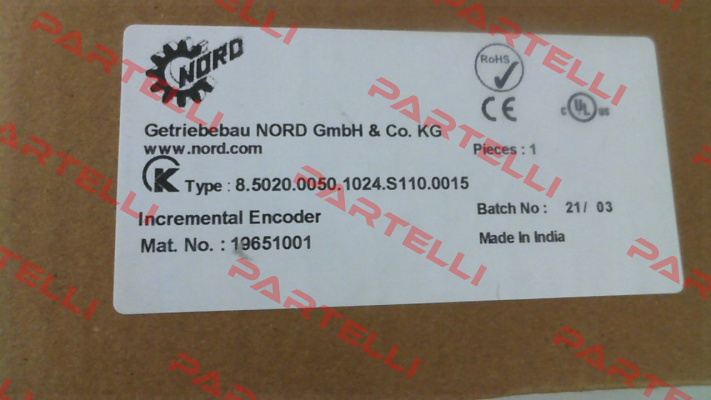 NORD
RoHS
CE
c UL us
Getriebebau NORD GmbH & Co. KG
www.nord.com
Pieces : 1
K Type : 8.5020.0050.1024.S110.0015
Incremental Encoder
Batch No : 21/ 03
Mat. No. : 19651001
Made In India
PARTELLI
PARTELLI
PARTELLI
PARTELLI
PARTELLI
PARTELLI
PARTELLI